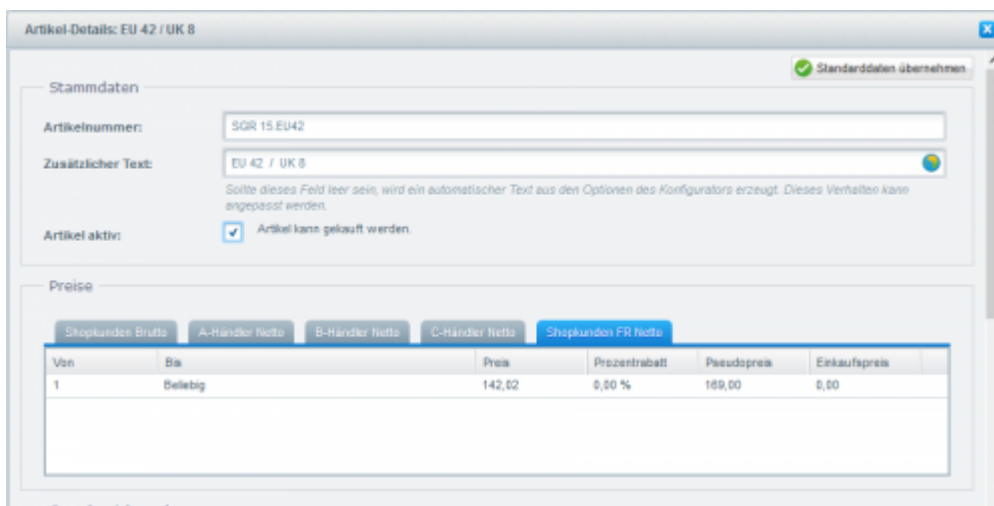 Artikel-Details: EU 42 / UK 8
Standarddaten übernehmen
Stammdaten
Artikelnummer: SGR 15.EU42
Zusätzlicher Text: EU 42 / UK 8
Sollte dieses Feld leer sein, wird ein automatischer Text aus den Optionen des Konfigurators erzeugt. Dieses Verhalten kann
angepasst werden.
Artikel aktiv: Artikel kann gekauft werden.
Preise
Shopkunden Brutto A-Händler Netto B-Händler Netto C-Händler Netto Shopkunden FR Netto
Von Bis Preis Prozentrabatt Pseudopreis Einkaufspreis
1 Beliebig 142,02 0,00 % 169,00 0,00